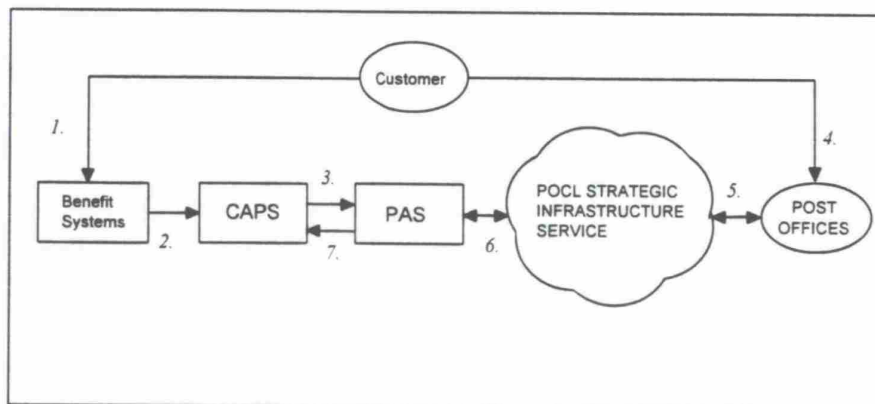 Customer
1.
4.
Benefit
Systems
2.
CAPS
3.
7.
PAS
6.
POCL STRATEGIC
INFRASTRUCTURE
SERVICE
5.
POST
OFFICES